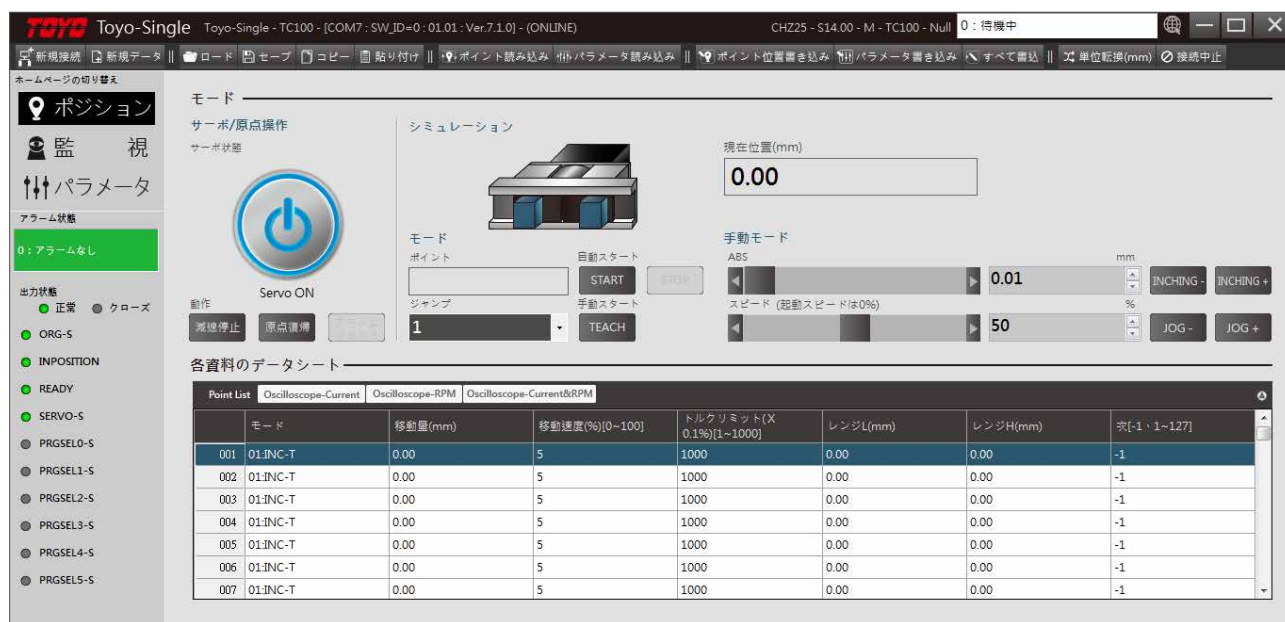 TOYO Toyo-Single Toyo-Single - TC100 - [COM7 : SW_ID=0 : 01.01 : Ver.7.1.0] - (ONLINE) CHZ25 - S14.00 - M - TC100 - Null 0：待機中
新規接続 新規データ || ロード セーブ コピー 貼り付け || ポイント読み込み パラメータ読み込み || ポイント位置書き込み パラメータ書き込み すべて書込 || 単位転換(mm) 接続中止
ホームページの切り替え
ポジション
監 視
パラメータ
アラーム状態
0：アラームなし
出力状態
正常 クローズ
ORG-S
INPOSITION
READY
SERVO-S
PRGSEL0-S
PRGSEL1-S
PRGSEL2-S
PRGSEL3-S
PRGSEL4-S
PRGSEL5-S
モード
サーボ/原点操作
サーボ状態
Servo ON
動作
減速停止 原点復帰
シミュレーション
モード
ポイント 自動スタート
START STOP
ジャンプ 手動スタート
1 TEACH
現在位置(mm)
0.00
手動モード
ABS mm
0.01 INCHING - INCHING +
スピード (起動スピードは0%) %
50 JOG - JOG +
各資料のデータシート
Point List Oscilloscope-Current Oscilloscope-RPM Oscilloscope-Current&RPM
モード 移動量(mm) 移動速度(%)[0~100] トルクリミット(X 0.1%)[1~1000] レンジL(mm) レンジH(mm) 次[-1、1~127]
001 01:INC-T 0.00 5 1000 0.00 0.00 -1
002 01:INC-T 0.00 5 1000 0.00 0.00 -1
003 01:INC-T 0.00 5 1000 0.00 0.00 -1
004 01:INC-T 0.00 5 1000 0.00 0.00 -1
005 01:INC-T 0.00 5 1000 0.00 0.00 -1
006 01:INC-T 0.00 5 1000 0.00 0.00 -1
007 01:INC-T 0.00 5 1000 0.00 0.00 -1